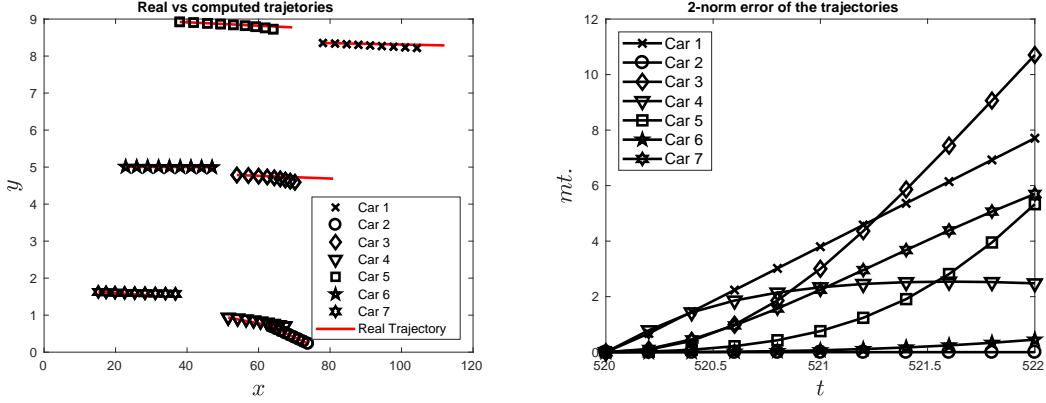 Real vs computed trajetories
9
8
7
6
5
4
3
2
1
0
y
0 20 40 60 80 100 120
x
Car 1
Car 2
Car 3
Car 4
Car 5
Car 6
Car 7
Real Trajectory
2-norm error of the trajectories
12
10
8
6
4
2
0
mt.
520 520.5 521 521.5 522
t
Car 1
Car 2
Car 3
Car 4
Car 5
Car 6
Car 7